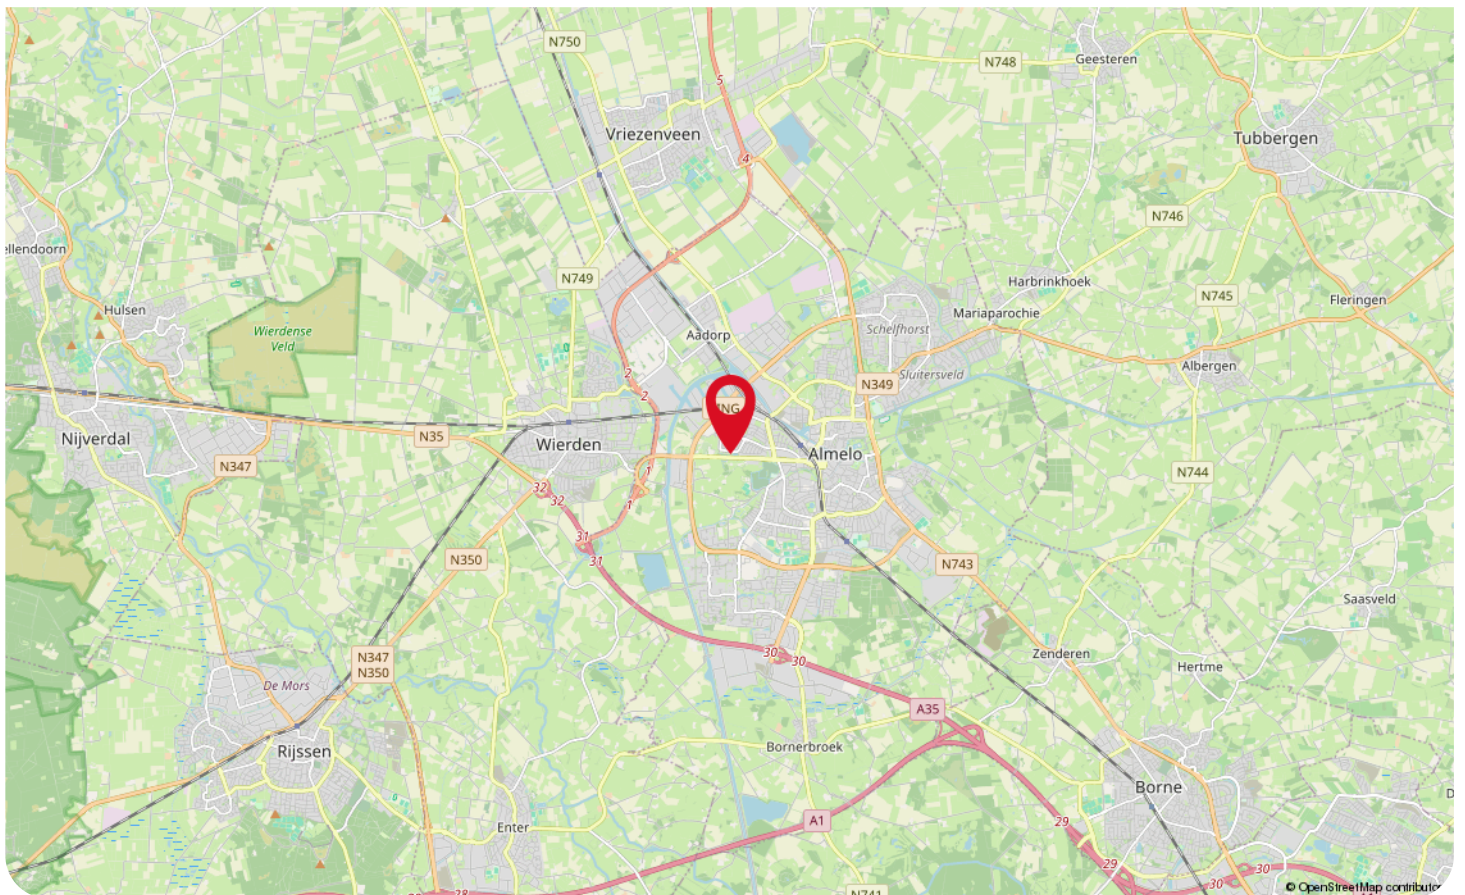 N750
N748
Geesteren
5
Vriezenveen
4
Tubbergen
N746
ellendoorn
N749
Harbrinkhoek
N745
Fleringen
Hulsen
Mariaparochie
Wierdense
Veld
Aadorp
Schelfhorst
Albergen
2
2
N349
Sluitersveld
ING
Nijverdal
N35
Wierden
Almelo
N347
1
N744
32
32
1
31
31
N350
N743
Saasveld
30
30
Zenderen
N347
N350
Hertme
De Mors
A35
Rijssen
Bornerbroek
Borne
D
A1
29
Enter
29
30
30
28
N741
© OpenStreetMap contributo